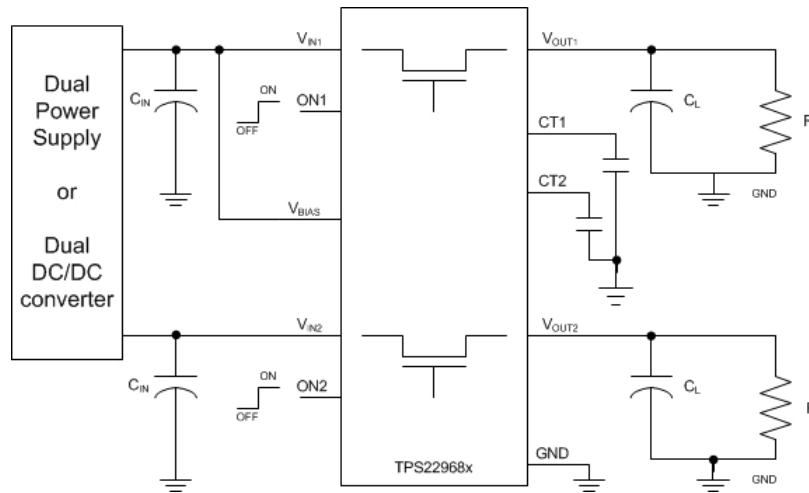 Dual
Power
Supply
or
Dual
DC/DC
converter
CIN
VIN1
ON
OFF
ON1
VBIAS
VOUT1
CT1
CT2
CL
R
GND
CIN
VIN2
ON
OFF
ON2
VOUT2
GND
TPS22968x
CL
GND